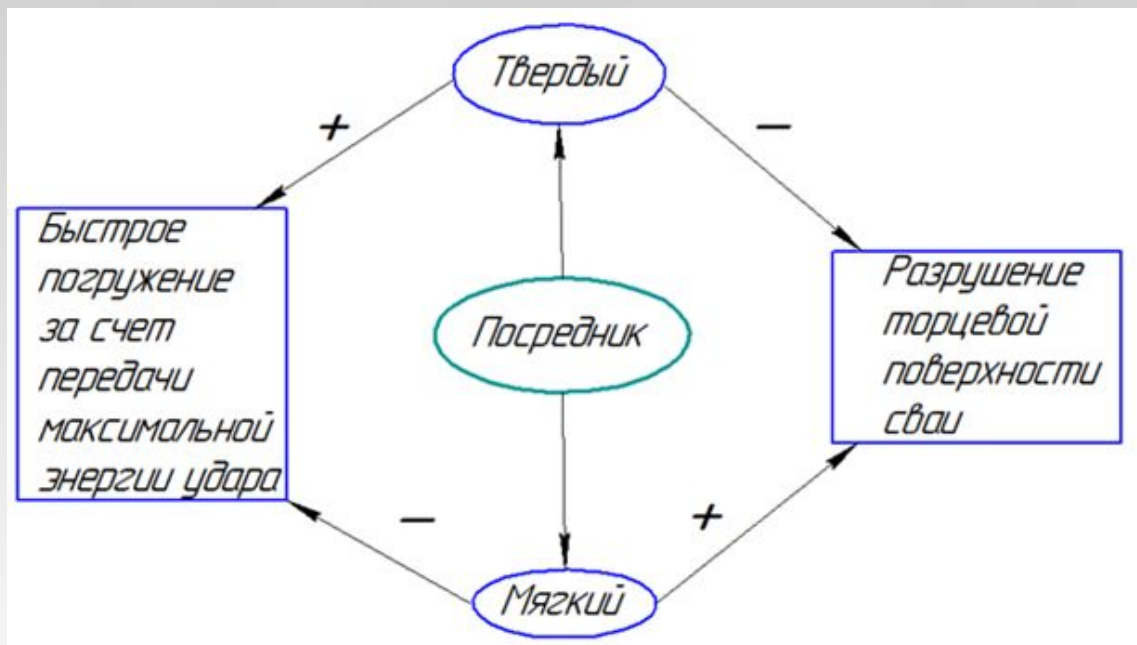 Твердый
+
−
Быстрое
погружение
за счет
передачи
максимальной
энергии удара
Посредник
Разрушение
торцевой
поверхности
сваи
−
+
Мягкий